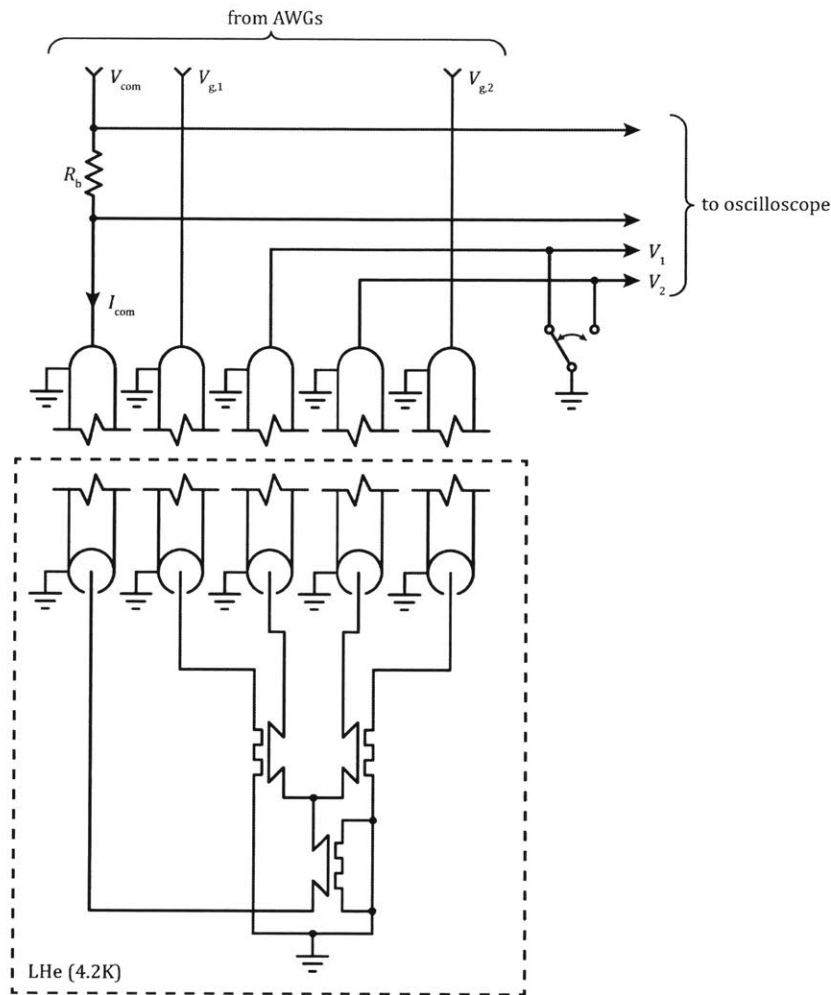 from AWGs
V_com
V_g,1
V_g,2
R_b
to oscilloscope
V_1
V_2
I_com
LHe (4.2K)